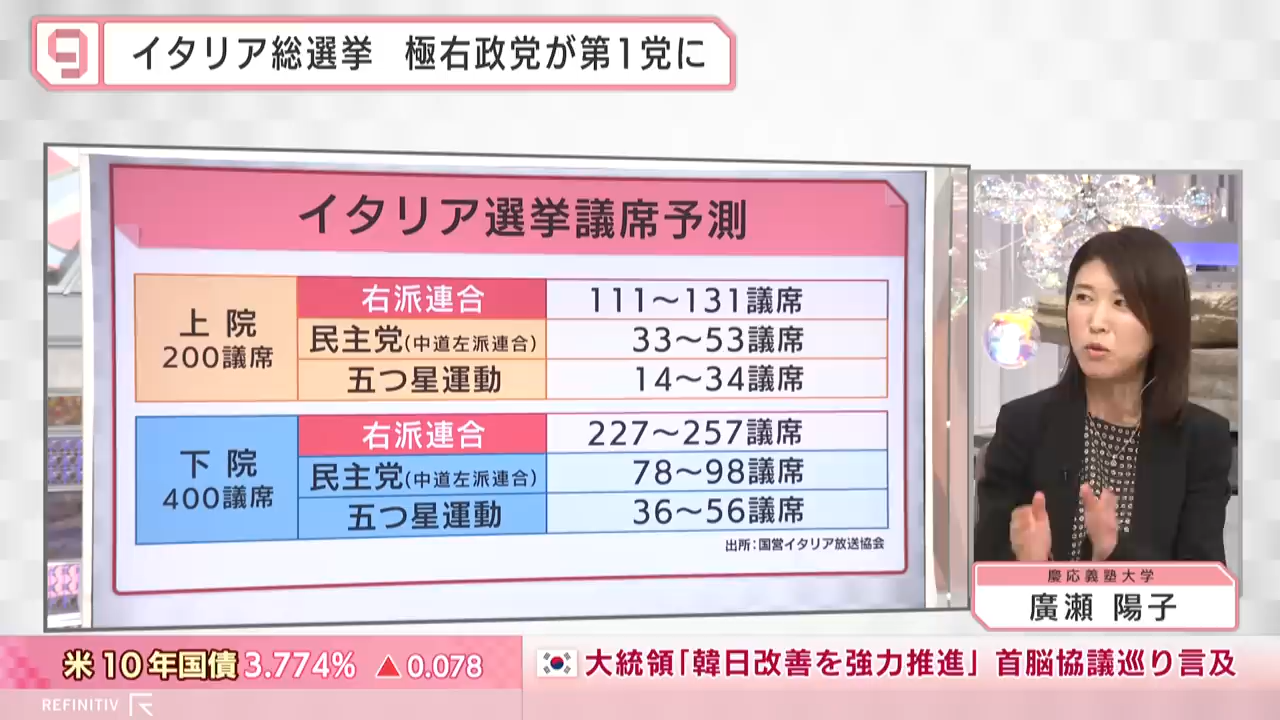 9
イタリア総選挙 極右政党が第1党に
イタリア選挙議席予測
上院
200議席
右派連合 111〜131議席
民主党(中道左派連合) 33〜53議席
五つ星運動 14〜34議席
下院
400議席
右派連合 227〜257議席
民主党(中道左派連合) 78〜98議席
五つ星運動 36〜56議席
出所:国営イタリア放送協会
慶応義塾大学
廣瀬 陽子
米10年国債 3.774% ▲0.078
大統領「韓日改善を強力推進」 首脳協議巡り言及
REFINITIV